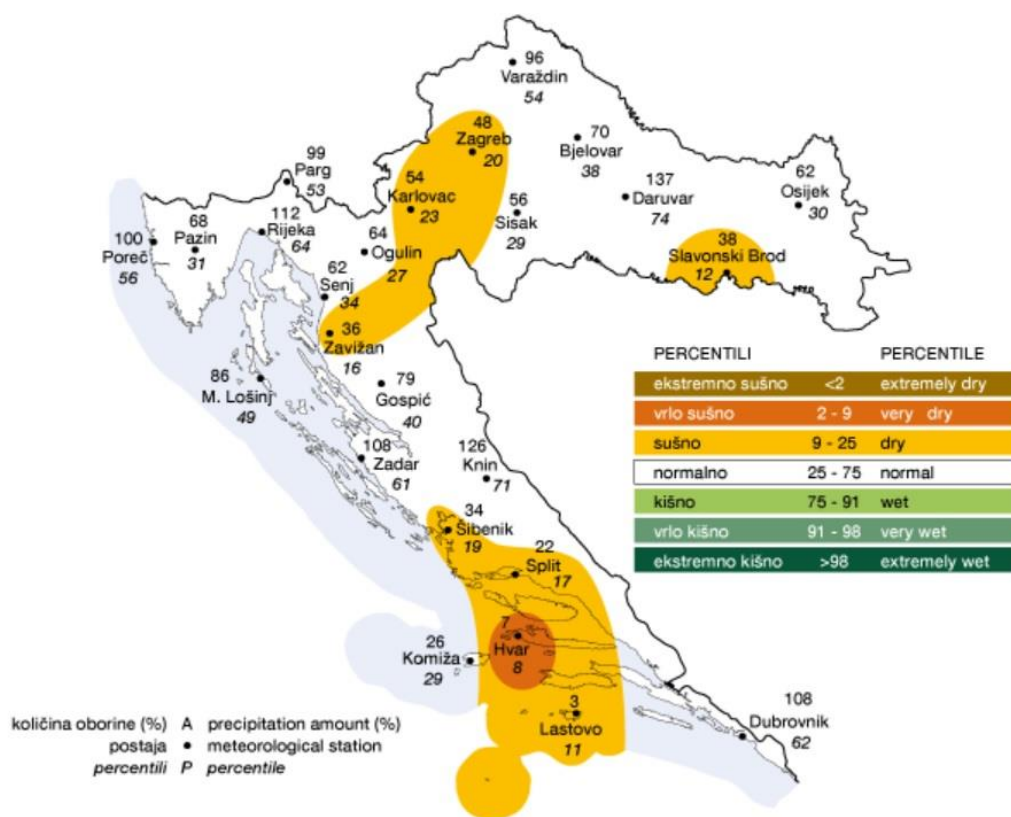 96
Varaždin
54
48
Zagreb
20
70
Bjelovar
38
99
Parg
53
54
Karlovac
23
137
Daruvar
74
62
Osijek
30
56
Sisak
29
112
Rijeka
64
68
Pazin
31
100
Poreč
56
64
Ogulin
27
38
Slavonski Brod
12
62
Senj
34
36
Zavižan
16
86
M. Lošinj
49
79
Gospić
40
108
Zadar
61
126
Knin
71
34
Šibenik
19
22
Split
17
7
Hvar
8
26
Komiža
29
3
Lastovo
11
108
Dubrovnik
62
PERCENTILI PERCENTILE
ekstremno sušno <2 extremely dry
vrlo sušno 2 - 9 very dry
sušno 9 - 25 dry
normalno 25 - 75 normal
kišno 75 - 91 wet
vrlo kišno 91 - 98 very wet
ekstremno kišno >98 extremely wet
količina oborine (%) A precipitation amount (%)
postaja • meteorological station
percentili P percentile